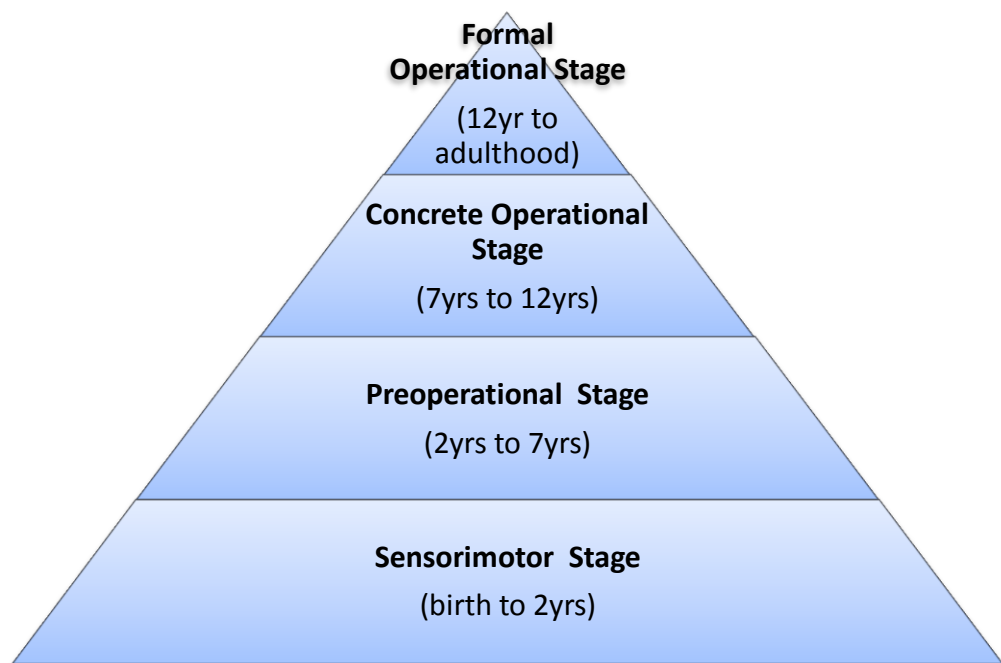 Formal
Operational Stage
(12yr to
adulthood)
Concrete Operational
Stage
(7yrs to 12yrs)
Preoperational  Stage
(2yrs to 7yrs)
Sensorimotor  Stage
(birth to 2yrs)